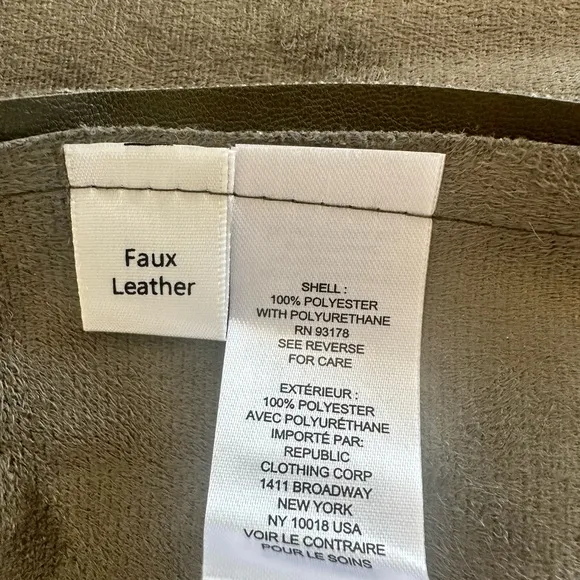 Faux
Leather
SHELL :
100% POLYESTER
WITH POLYURETHANE
RN 93178
SEE REVERSE
FOR CARE
EXTÉRIEUR :
100% POLYESTER
AVEC POLYURÉTHANE
IMPORTÉ PAR:
REPUBLIC
CLOTHING CORP
1411 BROADWAY
NEW YORK
NY 10018 USA
VOIR LE CONTRAIRE
POUR LE SOINS